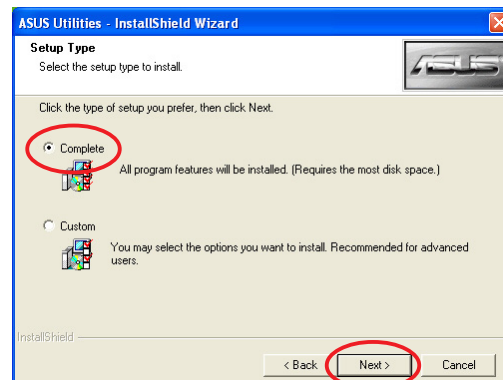 ASUS Utilities - InstallShield Wizard
Setup Type
Select the setup type to install.
ASUS
Click the type of setup you prefer, then click Next.
Complete
All program features will be installed. (Requires the most disk space.)
Custom
You may select the options you want to install. Recommended for advanced
users.
InstallShield
< Back
Next >
Cancel